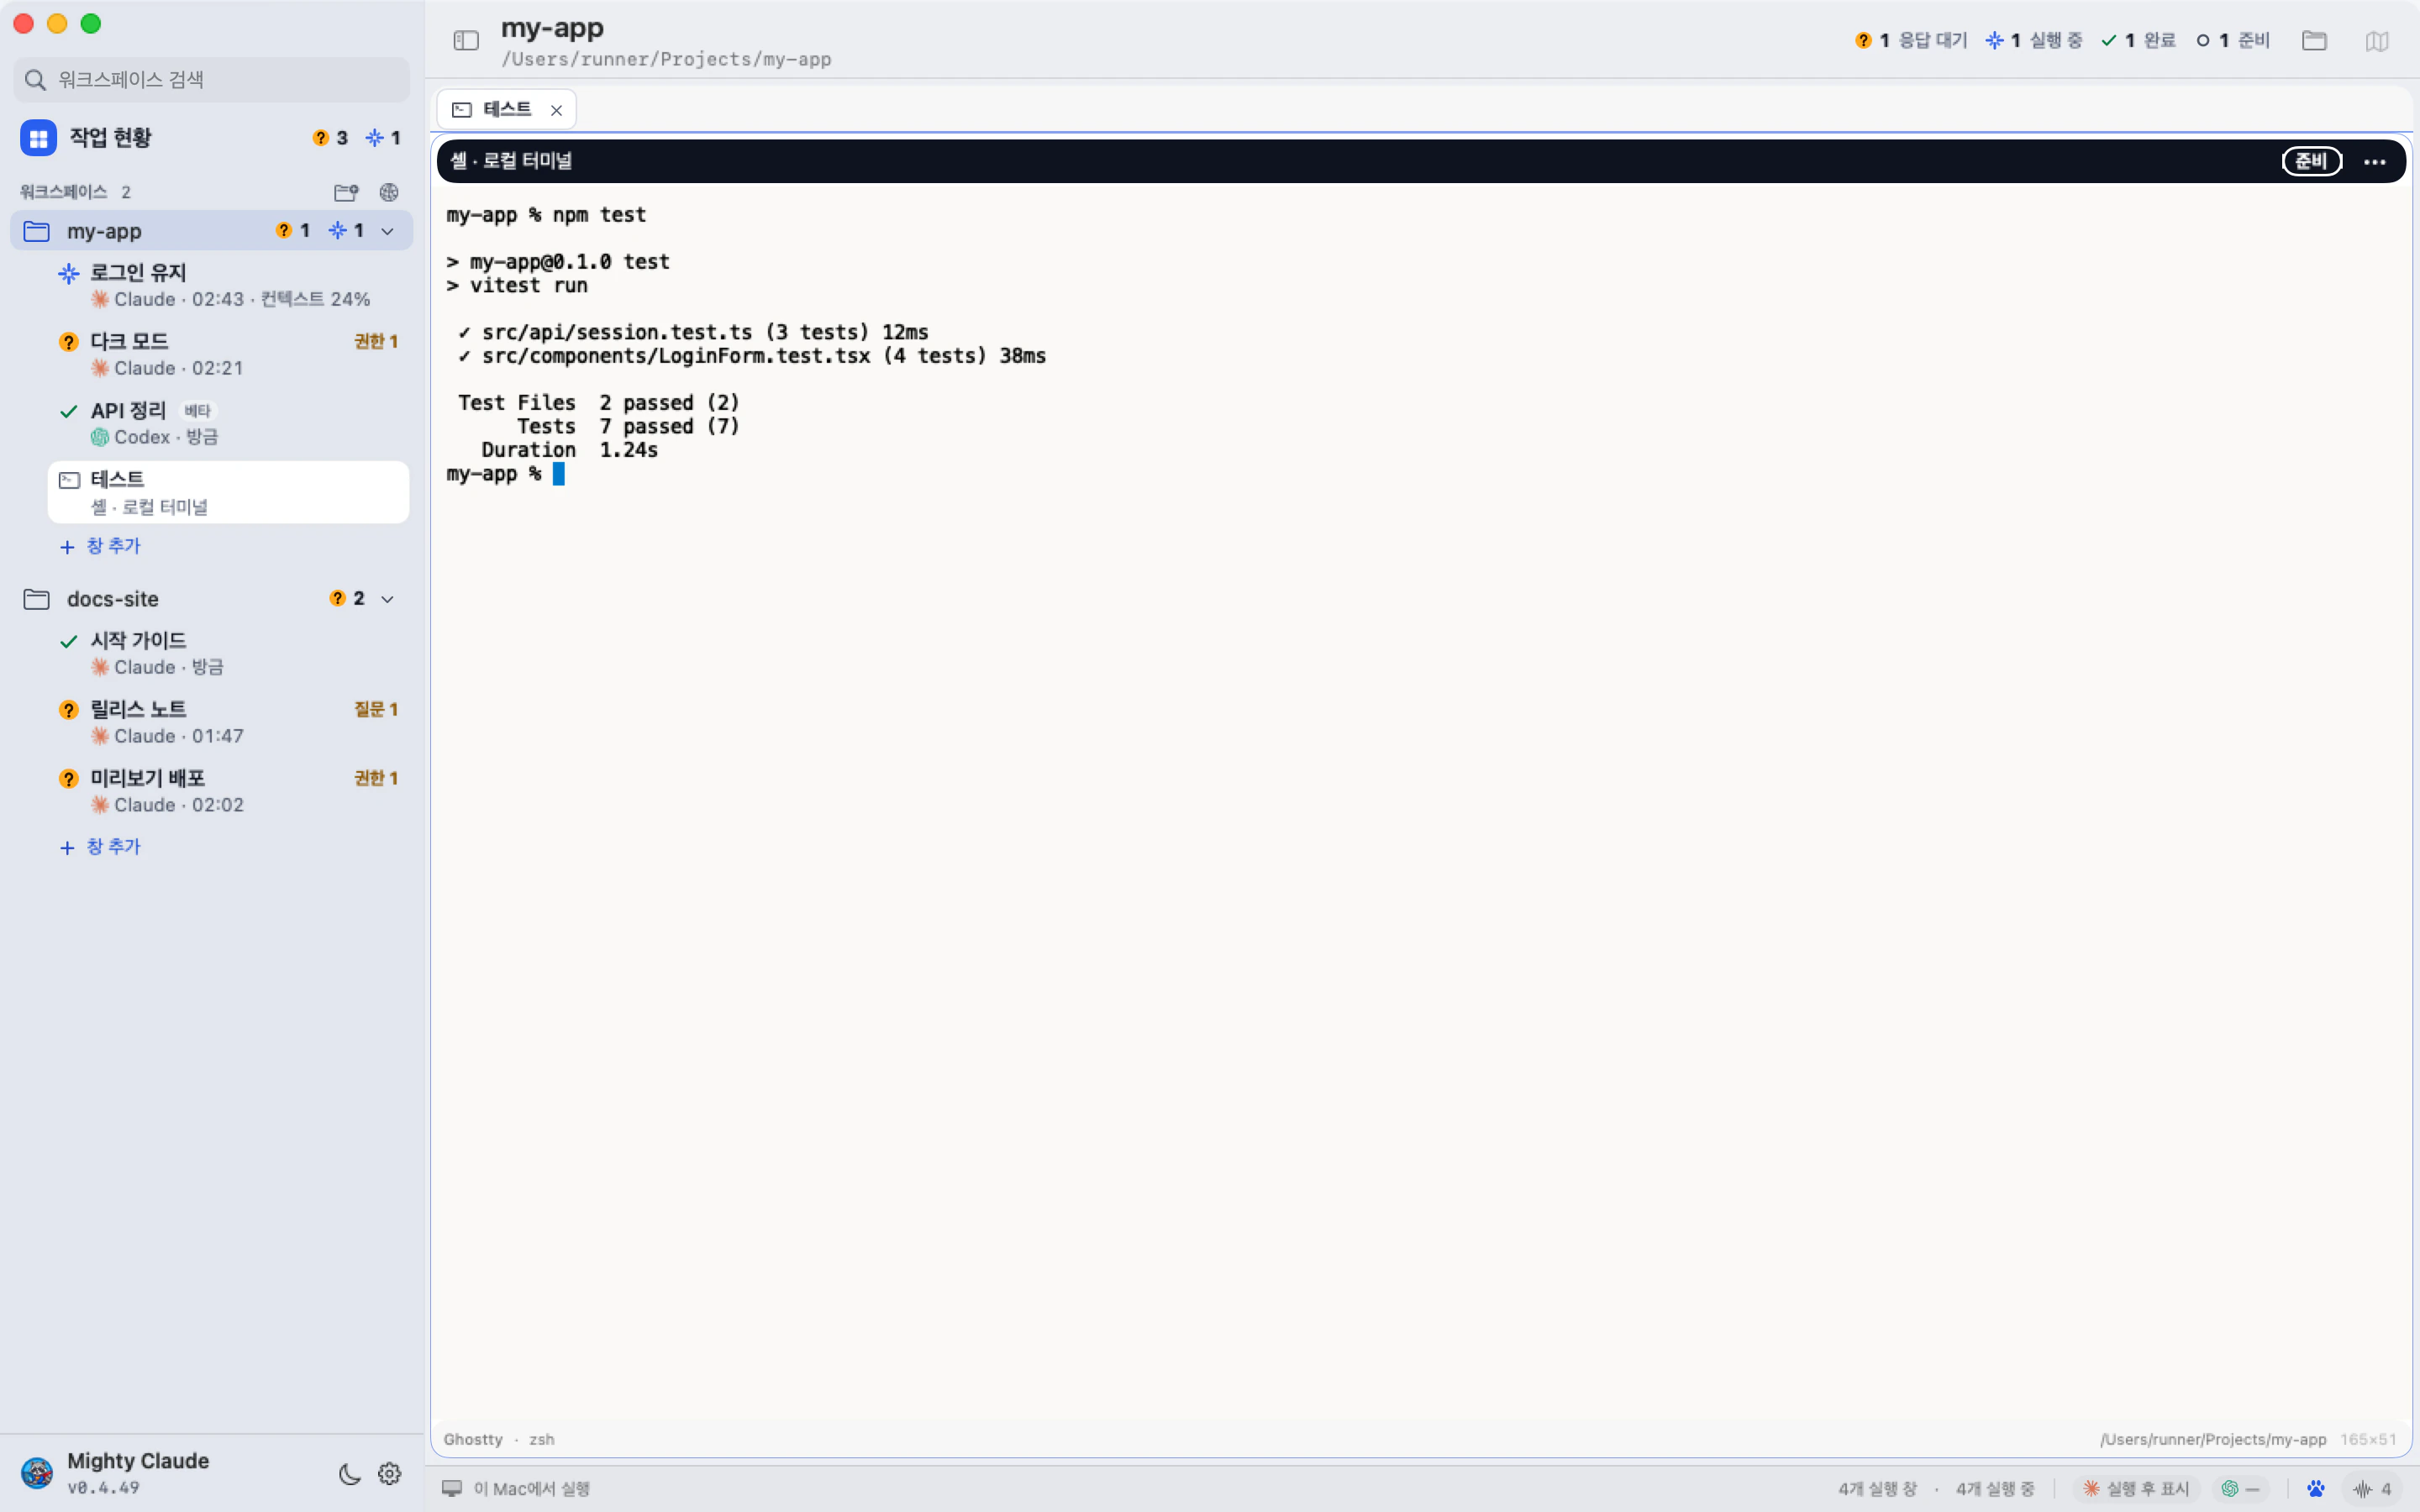 워크스페이스 검색
작업 현황 ? 3 1
워크스페이스 2
my-app ? 1 1
로그인 유지
Claude · 02:43 · 컨텍스트 24%
? 다크 모드 권한 1
Claude · 02:21
API 정리 베타
Codex · 방금
테스트
셸 · 로컬 터미널
+ 창 추가
docs-site ? 2
시작 가이드
Claude · 방금
? 릴리스 노트 질문 1
Claude · 01:47
? 미리보기 배포 권한 1
Claude · 02:02
+ 창 추가
Mighty Claude
v0.4.49
my-app
/Users/runner/Projects/my-app
? 1 응답 대기 1 실행 중 ✓ 1 완료 1 준비
테스트 ×
셸 · 로컬 터미널 준비 •••
my-app % npm test
> my-app@0.1.0 test
> vitest run
✓ src/api/session.test.ts (3 tests) 12ms
✓ src/components/LoginForm.test.tsx (4 tests) 38ms
Test Files 2 passed (2)
Tests 7 passed (7)
Duration 1.24s
my-app %
Ghostty · zsh /Users/runner/Projects/my-app 165×51
이 Mac에서 실행 4개 실행 창 · 4개 실행 중 실행 후 표시 — 4